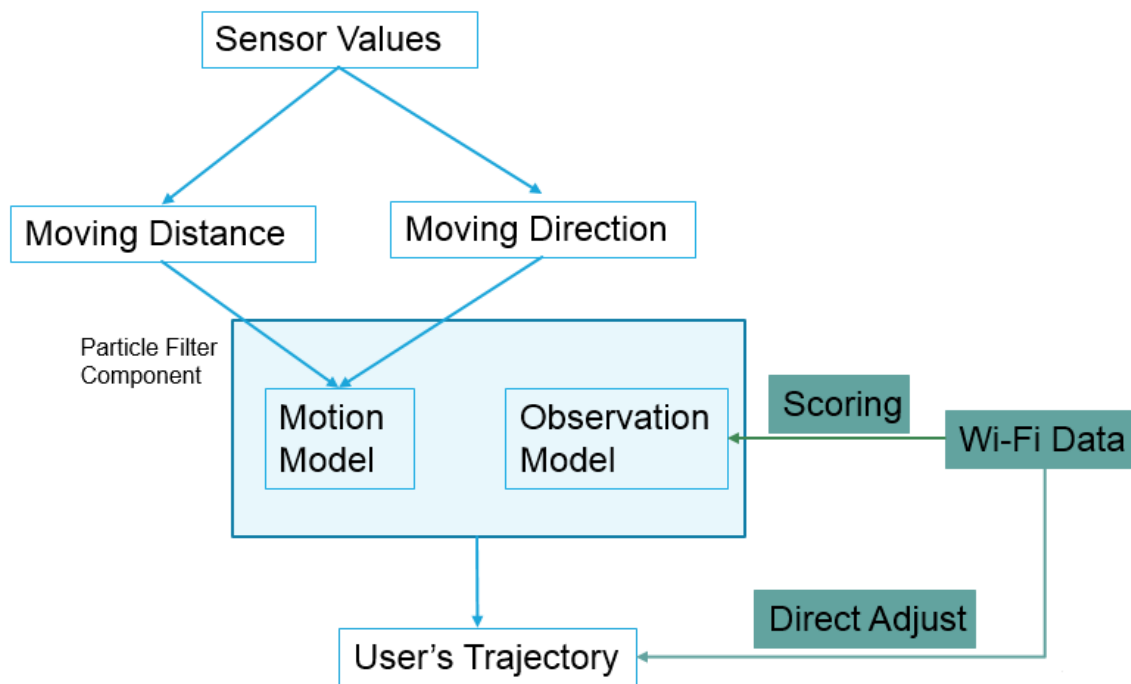 Sensor Values
Moving Distance
Moving Direction
Particle Filter
Component
Motion
Model
Observation
Model
Scoring
Wi-Fi Data
Direct Adjust
User’s Trajectory